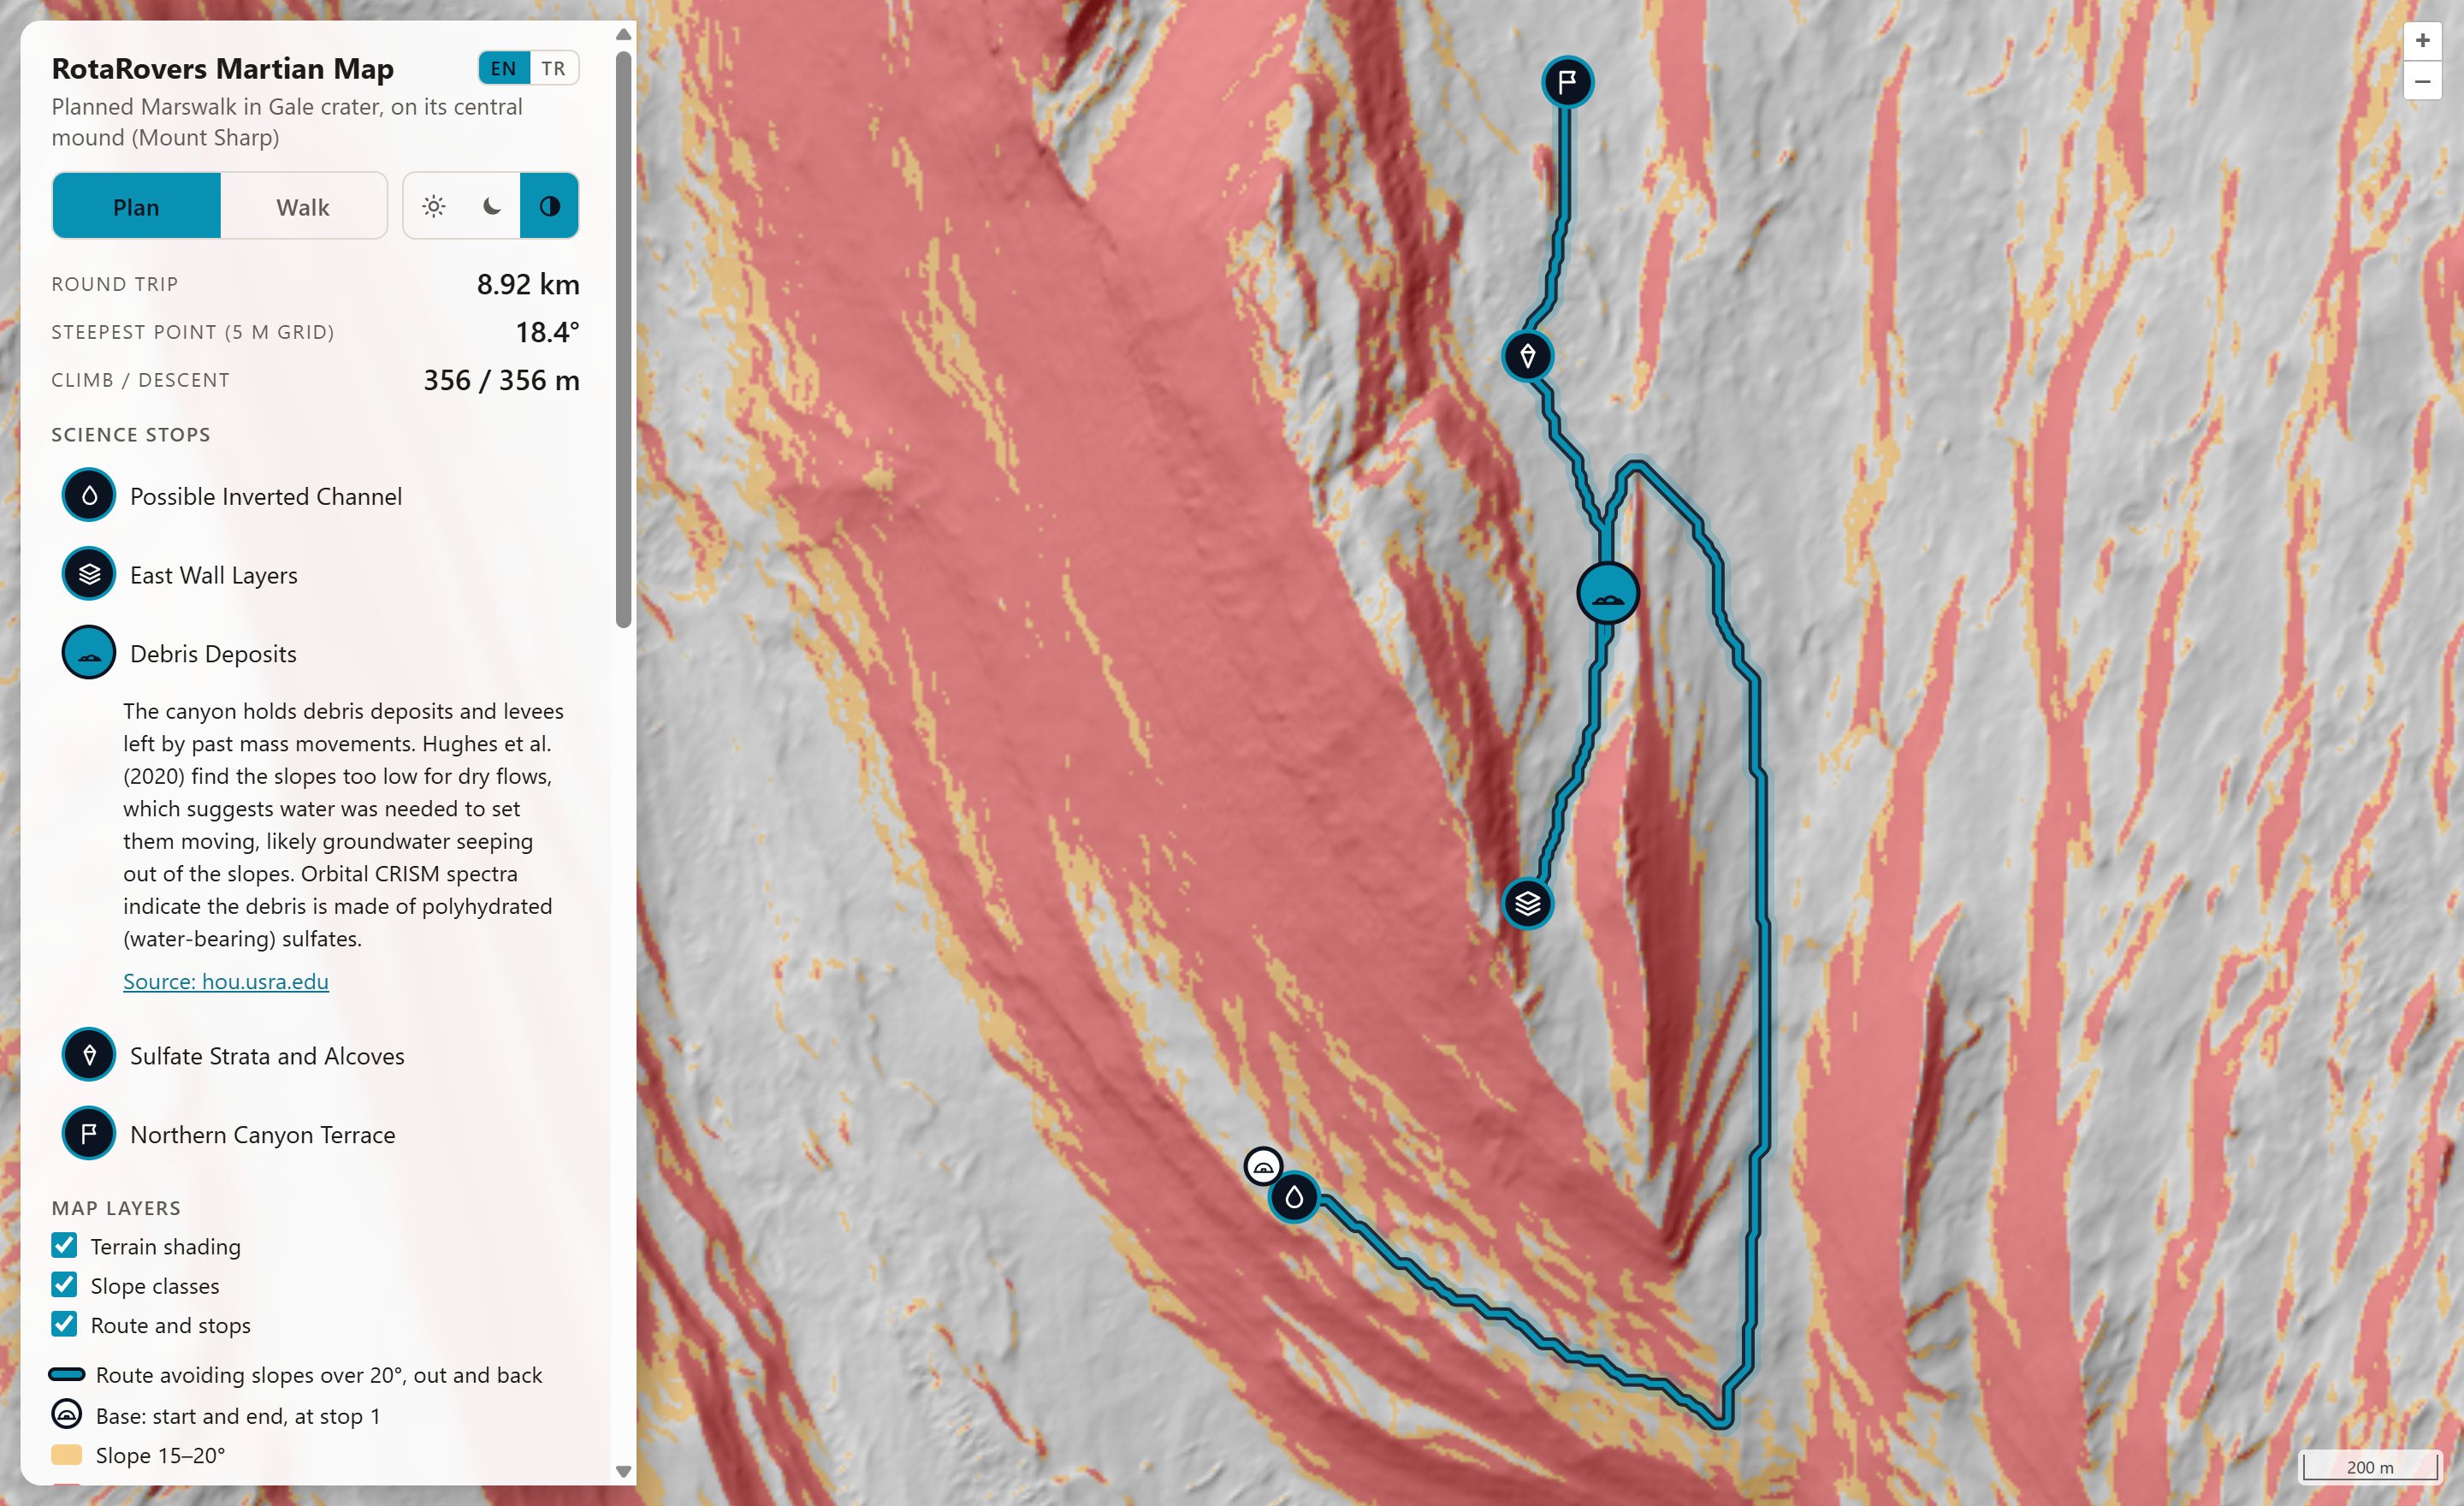 RotaRovers Martian Map
EN TR
Planned Marswalk in Gale crater, on its central
mound (Mount Sharp)
Plan Walk
ROUND TRIP 8.92 km
STEEPEST POINT (5 M GRID) 18.4°
CLIMB / DESCENT 356 / 356 m
SCIENCE STOPS
Possible Inverted Channel
East Wall Layers
Debris Deposits
The canyon holds debris deposits and levees
left by past mass movements. Hughes et al.
(2020) find the slopes too low for dry flows,
which suggests water was needed to set
them moving, likely groundwater seeping
out of the slopes. Orbital CRISM spectra
indicate the debris is made of polyhydrated
(water-bearing) sulfates.
Source: hou.usra.edu
Sulfate Strata and Alcoves
Northern Canyon Terrace
MAP LAYERS
Terrain shading
Slope classes
Route and stops
Route avoiding slopes over 20°, out and back
Base: start and end, at stop 1
Slope 15–20°
+
−
200 m